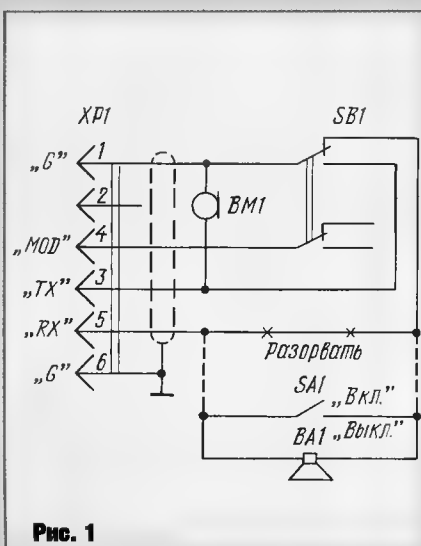 XP1
SB1
„G" 1
2
BM1
„MOD" 4
„TX" 3
„RX" 5
Разорвать
„G" 6
SA1 „Вкл."
„Выкл."
BA1
Рис. 1